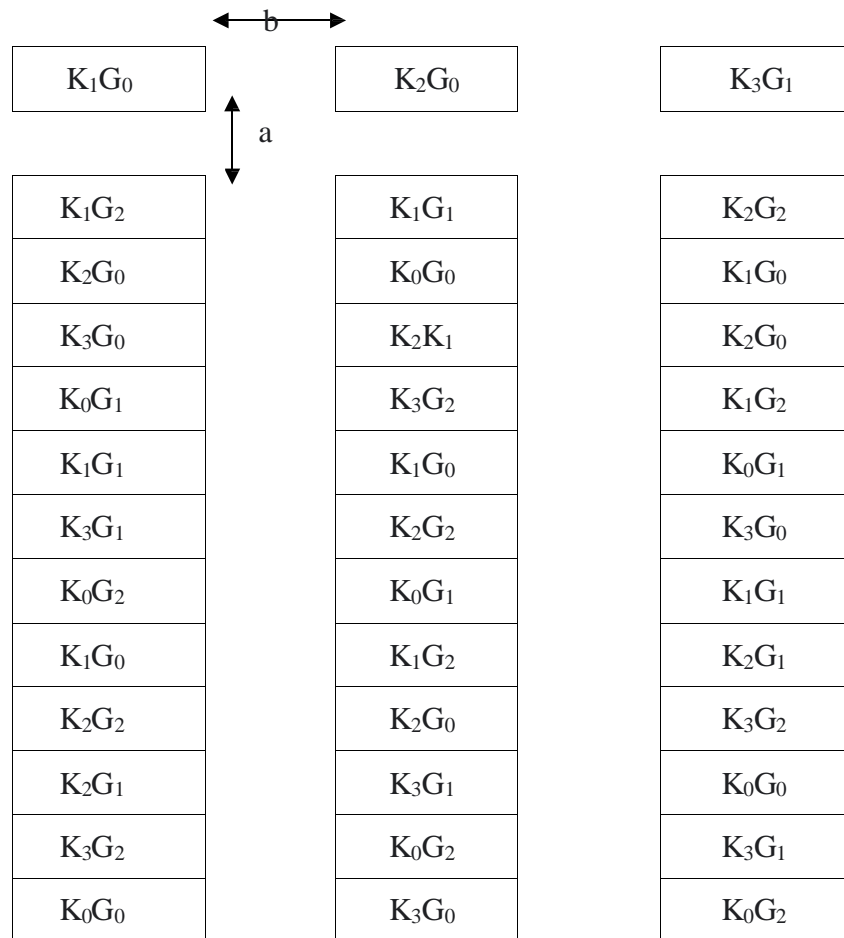 b
K₁G₀ K₂G₀ K₃G₁
a
K₁G₂ K₁G₁ K₂G₂
K₂G₀ K₀G₀ K₁G₀
K₃G₀ K₂K₁ K₂G₀
K₀G₁ K₃G₂ K₁G₂
K₁G₁ K₁G₀ K₀G₁
K₃G₁ K₂G₂ K₃G₀
K₀G₂ K₀G₁ K₁G₁
K₁G₀ K₁G₂ K₂G₁
K₂G₂ K₂G₀ K₃G₂
K₂G₁ K₃G₁ K₀G₀
K₃G₂ K₀G₂ K₃G₁
K₀G₀ K₃G₀ K₀G₂